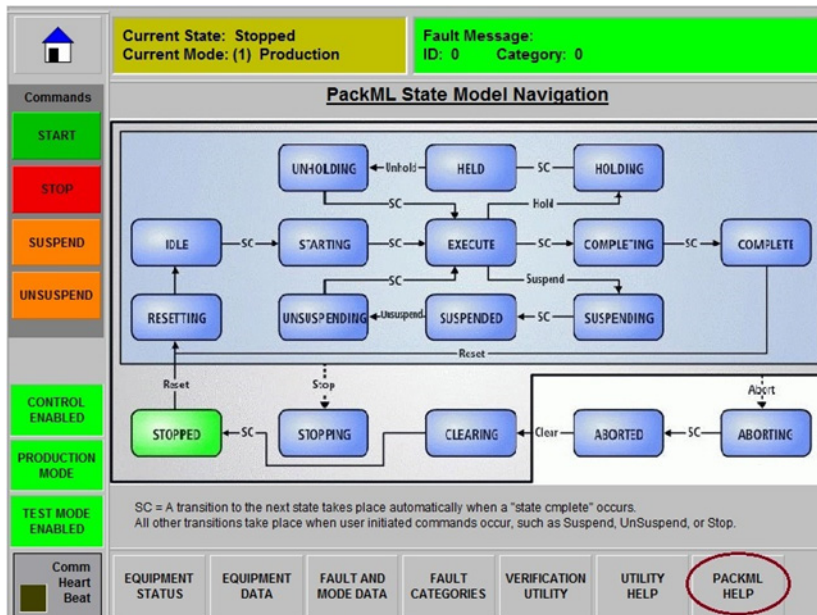 Current State: Stopped
Current Mode: (1) Production
Fault Message:
ID: 0 Category: 0
Commands
START
STOP
SUSPEND
UNSUSPEND
CONTROL
ENABLED
PRODUCTION
MODE
TEST MODE
ENABLED
Comm
Heart
Beat
PackML State Model Navigation
UNHOLDING
Unhold
HELD
SC
HOLDING
SC
Hold
IDLE
SC
STARTING
SC
EXECUTE
SC
COMPLETING
SC
COMPLETE
SC
Suspend
RESETTING
UNSUSPENDING
Unsuspend
SUSPENDED
SC
SUSPENDING
Reset
Reset
Stop
Abort
STOPPED
SC
STOPPING
CLEARING
Clear
ABORTED
SC
ABORTING
SC = A transition to the next state takes place automatically when a "state cmplete" occurs.
All other transitions take place when user initiated commands occur, such as Suspend, UnSuspend, or Stop.
EQUIPMENT
STATUS
EQUIPMENT
DATA
FAULT AND
MODE DATA
FAULT
CATEGORIES
VERIFICATION
UTILITY
UTILITY
HELP
PACKML
HELP